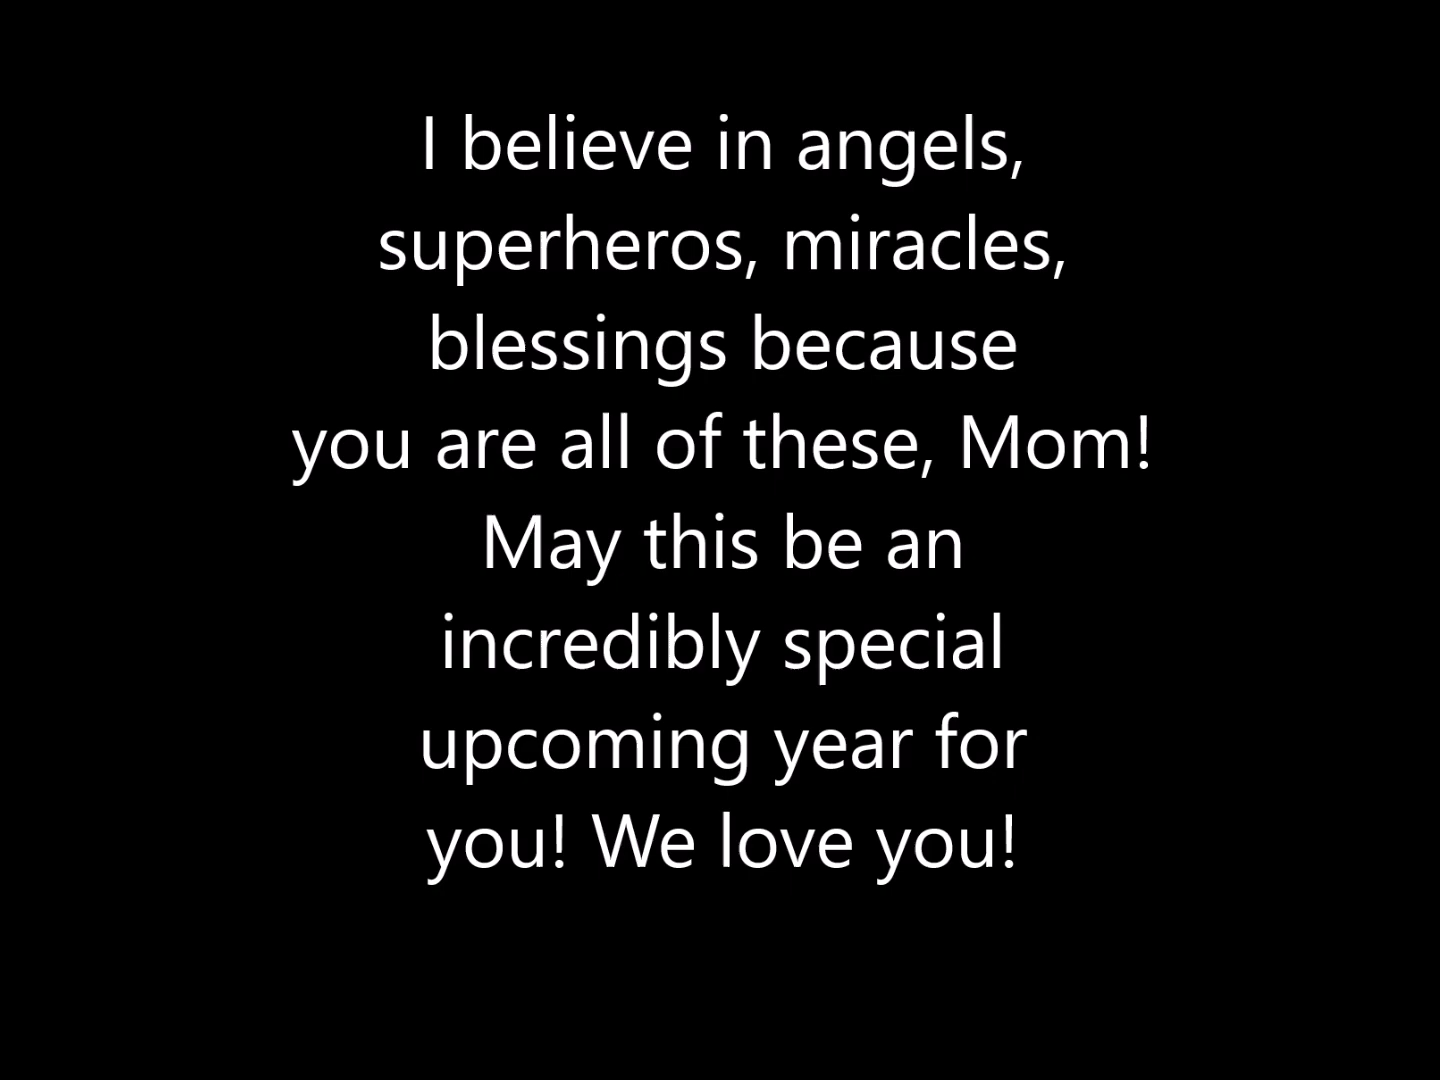 I believe in angels,
superheros, miracles,
blessings because
you are all of these, Mom!
May this be an
incredibly special
upcoming year for
you! We love you!